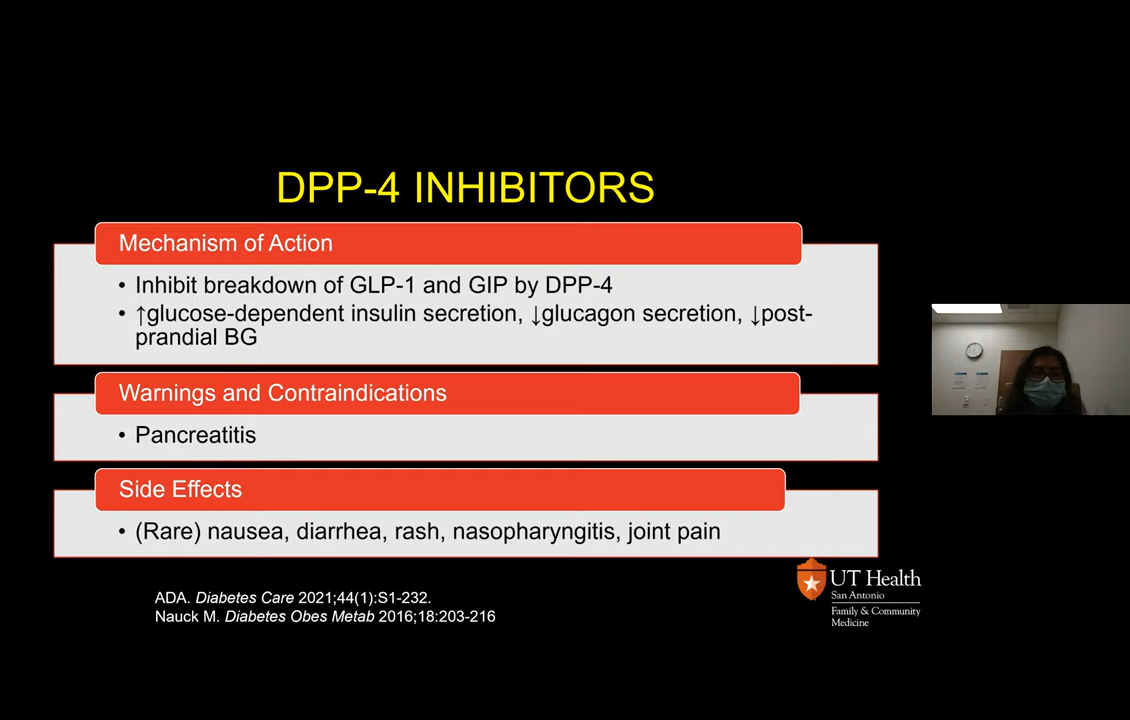 DPP-4 INHIBITORS
Mechanism of Action
• Inhibit breakdown of GLP-1 and GIP by DPP-4
• ↑glucose-dependent insulin secretion, ↓glucagon secretion, ↓post-
prandial BG
Warnings and Contraindications
• Pancreatitis
Side Effects
• (Rare) nausea, diarrhea, rash, nasopharyngitis, joint pain
ADA. Diabetes Care 2021;44(1):S1-232.
Nauck M. Diabetes Obes Metab 2016;18:203-216
UT Health
San Antonio
Family & Community
Medicine